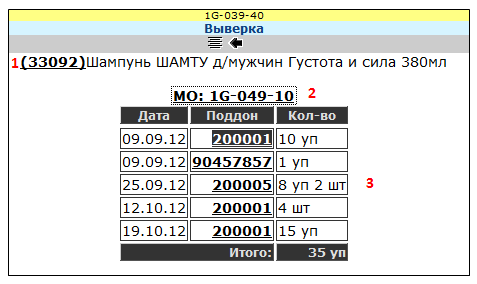 1G-039-40
Выверка
1 (33092)Шампунь ШАМТУ д/мужчин Густота и сила 380мл
МО: 1G-049-10 2
Дата Поддон Кол-во
09.09.12 200001 10 уп
09.09.12 90457857 1 уп
25.09.12 200005 8 уп 2 шт 3
12.10.12 200001 4 шт
19.10.12 200001 15 уп
Итого: 35 уп